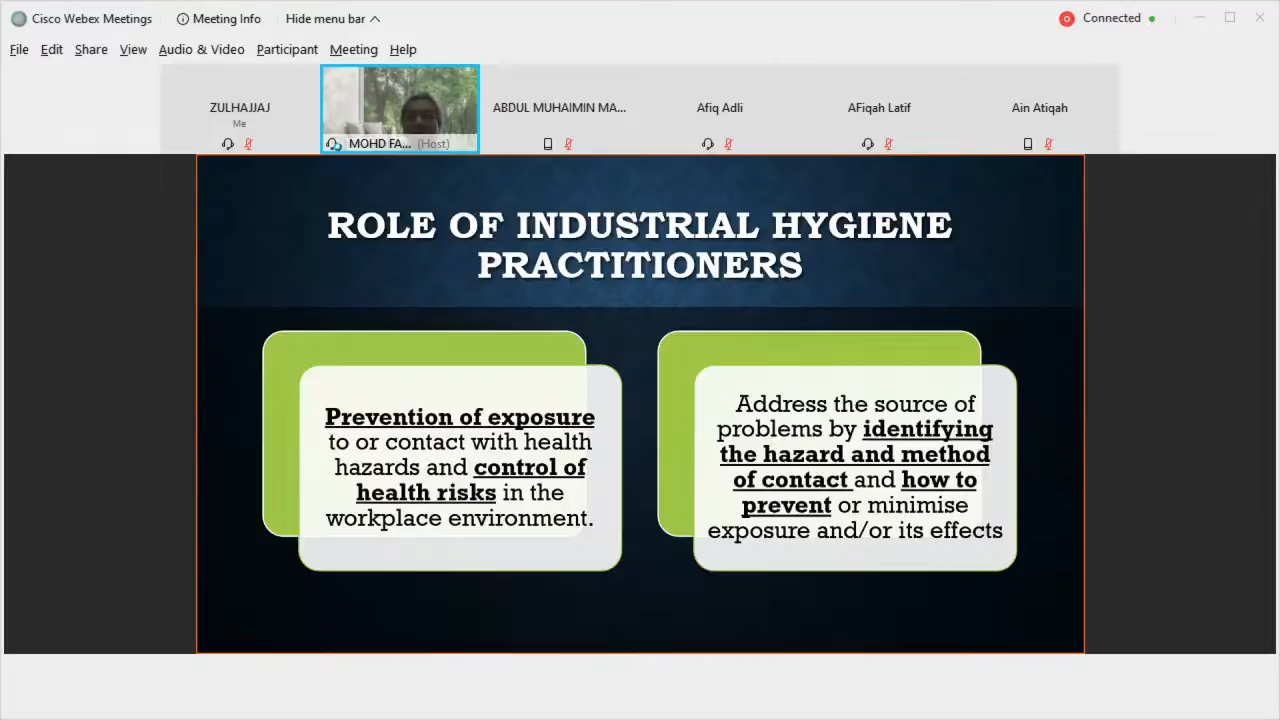 Cisco Webex Meetings Meeting Info Hide menu bar Connected
File Edit Share View Audio & Video Participant Meeting Help
ZULHAJJAJ
Me
MOHD FA... (Host)
ABDUL MUHAIMIN MA...
Afiq Adli
AFiqah Latif
Ain Atiqah
ROLE OF INDUSTRIAL HYGIENE
PRACTITIONERS
Prevention of exposure
to or contact with health
hazards and control of
health risks in the
workplace environment.
Address the source of
problems by identifying
the hazard and method
of contact and how to
prevent or minimise
exposure and/or its effects